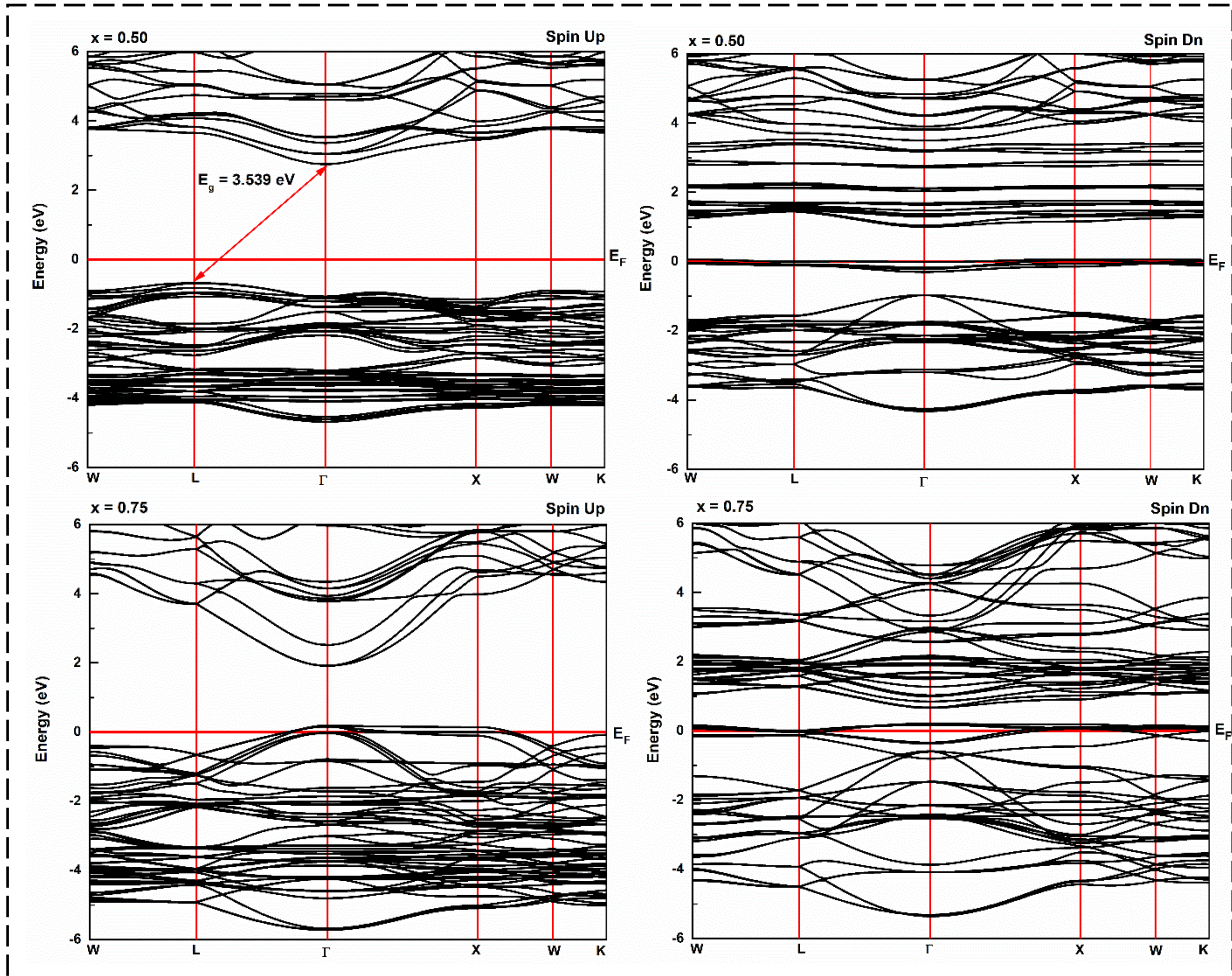 x = 0.50
Spin Up
6
4
2
0
-2
-4
-6
Energy (eV)
E_g = 3.539 eV
E_F
W L Γ X W K
x = 0.50
Spin Dn
6
4
2
0
-2
-4
-6
Energy (eV)
E_F
W L Γ X W K
x = 0.75
Spin Up
6
4
2
0
-2
-4
-6
Energy (eV)
E_F
W L Γ X W K
x = 0.75
Spin Dn
6
4
2
0
-2
-4
-6
Energy (eV)
E_F
W L Γ X W K